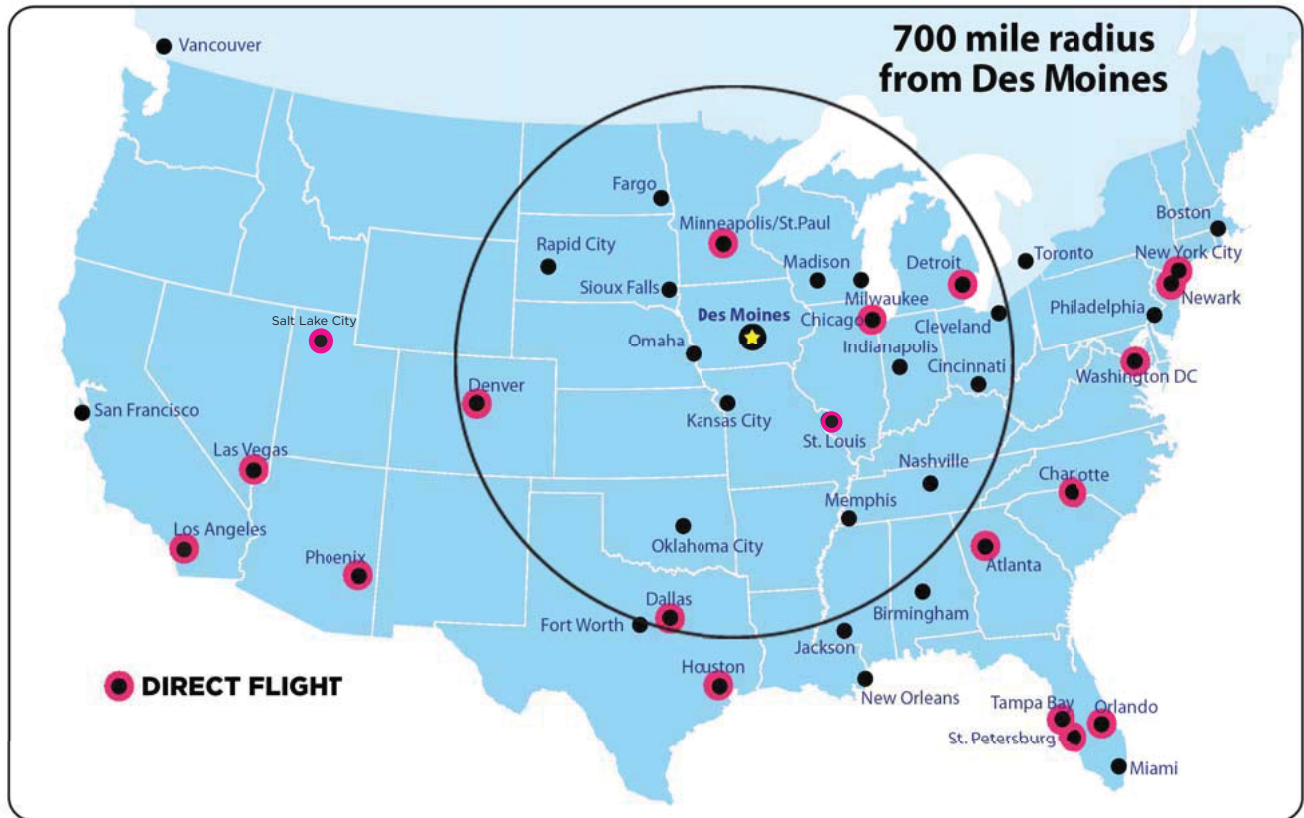 700 mile radius
from Des Moines
Vancouver
Fargo
Minneapolis/St.Paul
Boston
Rapid City
Toronto
New York City
Madison
Detroit
Sioux Falls
Milwaukee
Newark
Philadelphia
Des Moines
Chicago
Cleveland
Salt Lake City
Omaha
Indianapolis
Cincinnati
Washington DC
Denver
San Francisco
Kansas City
St. Louis
Las Vegas
Nashville
Charlotte
Memphis
Los Angeles
Oklahoma City
Phoenix
Atlanta
Dallas
Birmingham
Fort Worth
Jackson
Houston
DIRECT FLIGHT
New Orleans
Tampa Bay
Orlando
St. Petersburg
Miami